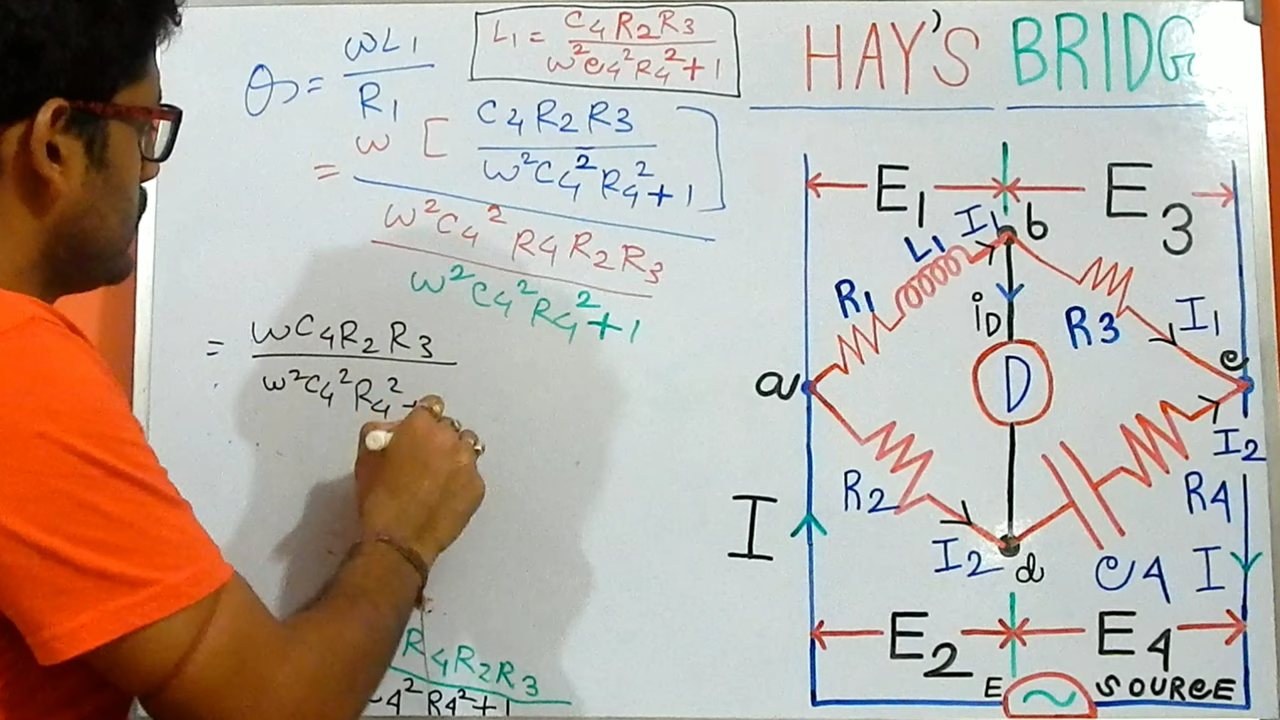 HAY'S BRIDG
L1 = C4R2R3
ω²C4²R4²+1
Q = ωL1
R1
= ω [ C4R2R3
ω²C4²R4²+1 ]
ω²C4²R4R2R3
ω²C4²R4²+1
= ωC4R2R3
ω²C4²R4²+
R4R2R3
4²R4²+1
E1 E3
I1 b
L1
R1
iD
R3
I1
a
D
c
I2
R2
R4
I
I2
d
C4
I
E2 E4
E
~
SOURCE